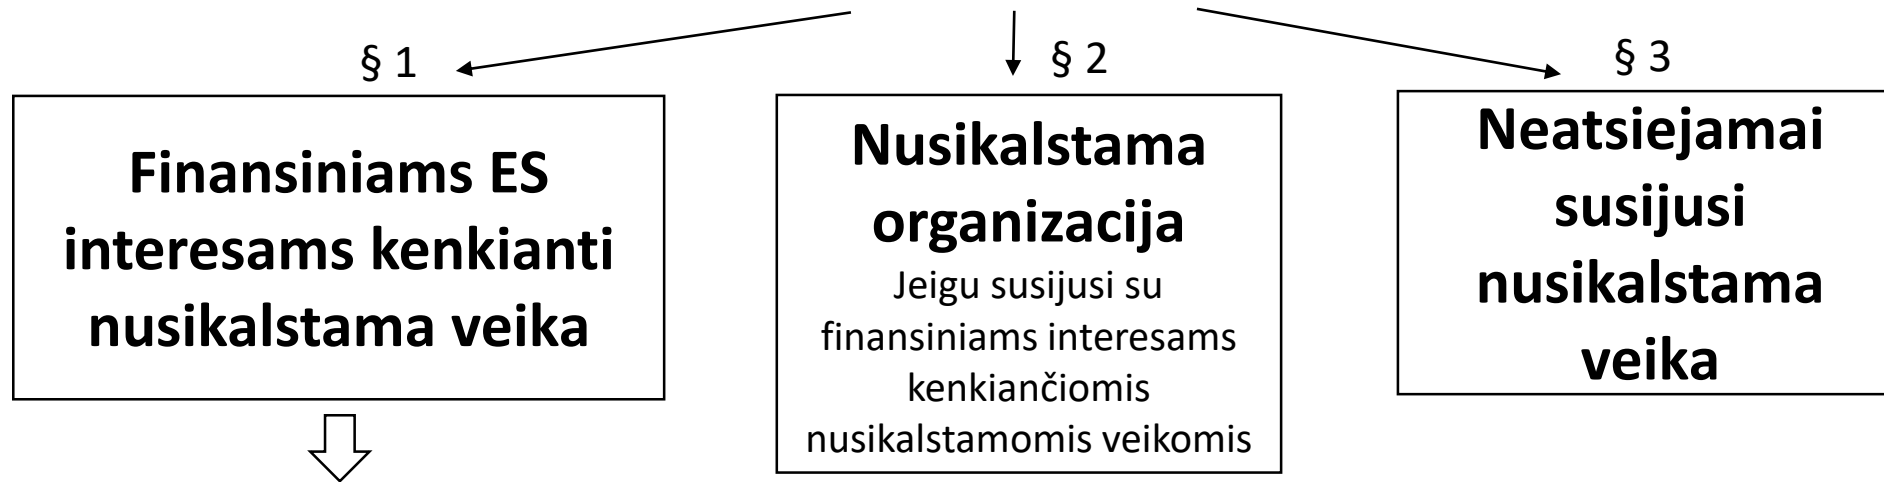 § 1
Finansiniams ES
interesams kenkianti
nusikalstama veika
§ 2
Nusikalstama
organizacija
Jeigu susijusi su
finansiniams interesams
kenkiančiomis
nusikalstamomis veikomis
§ 3
Neatsiejamai
susijusi
nusikalstama
veika